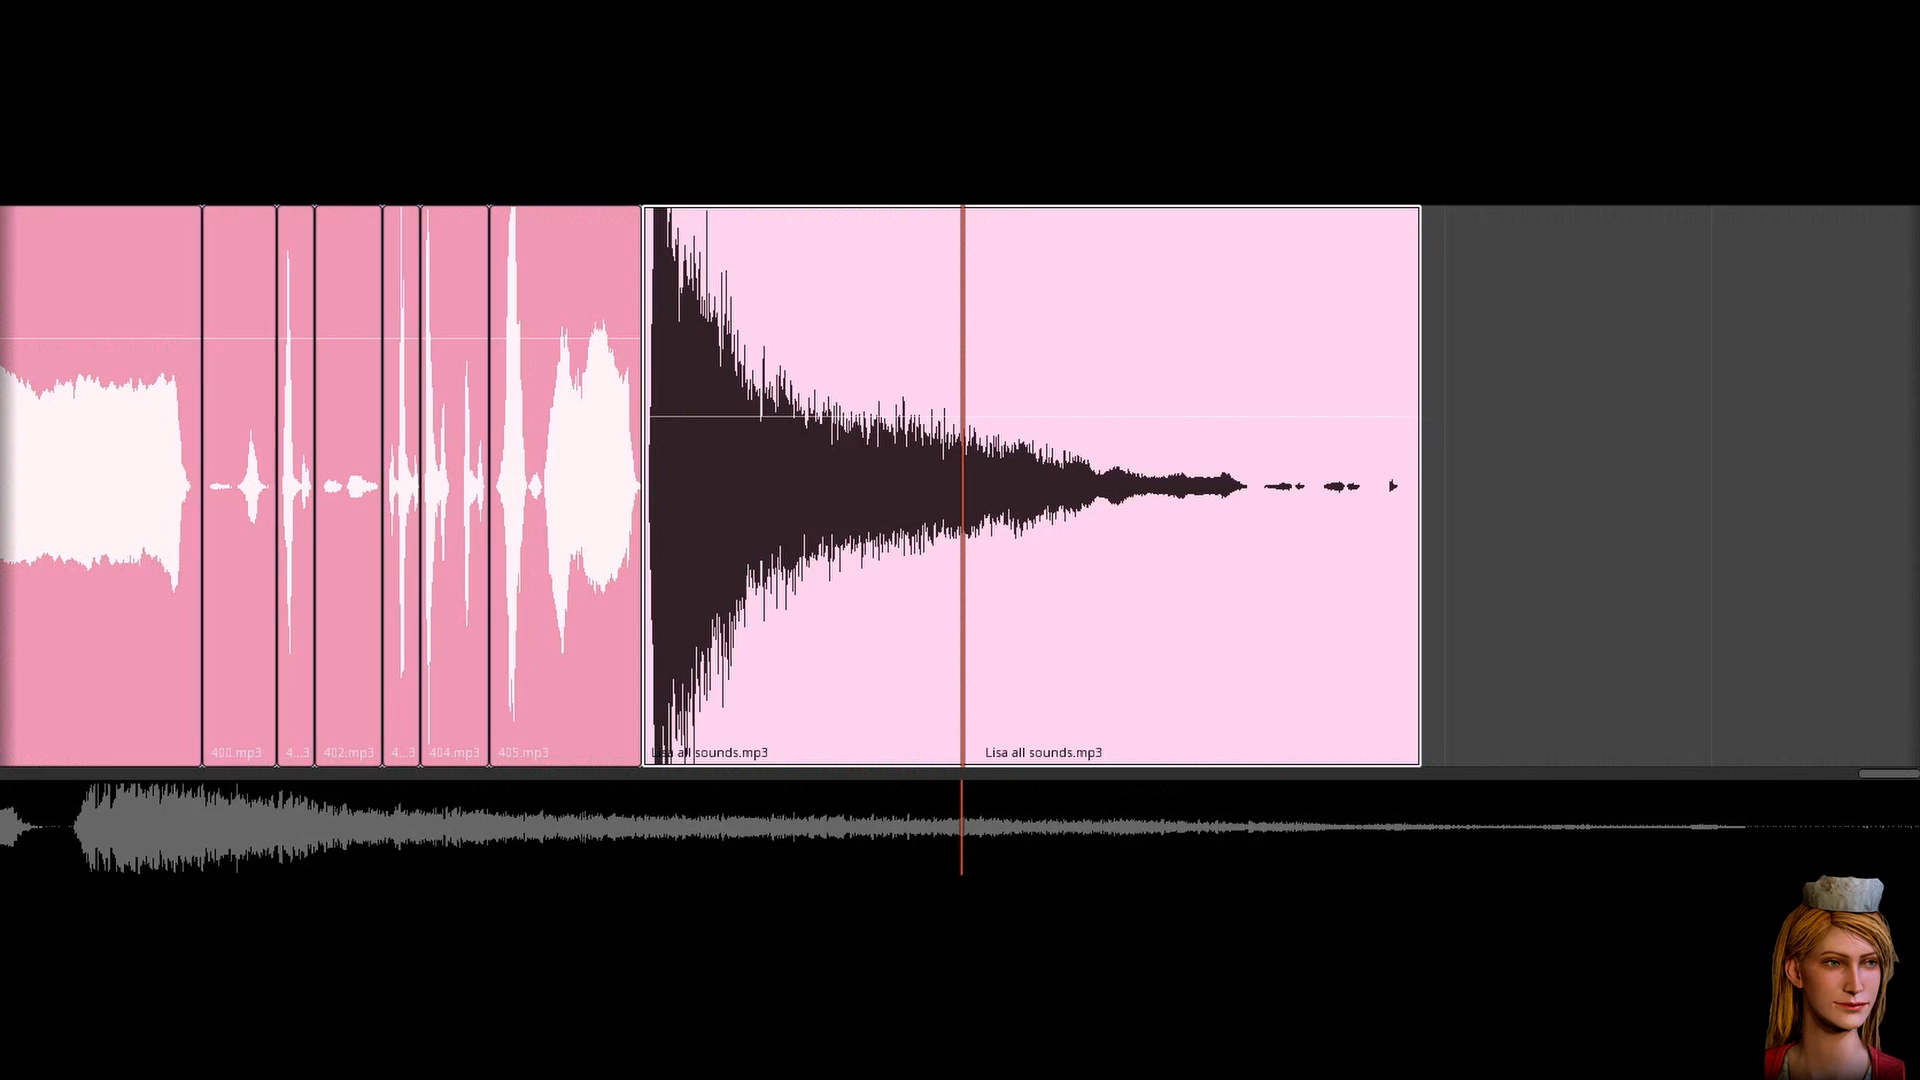 400.mp3
4...3
402.mp3
4...3
404.mp3
405.mp3
Lisa all sounds.mp3
Lisa all sounds.mp3